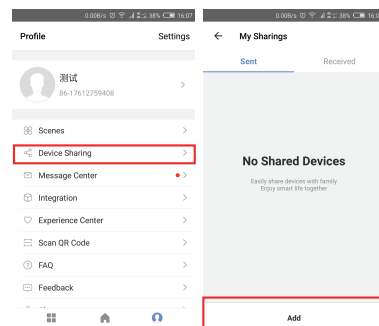 0.00B/s 38% 16:07
Profile
Settings
测试
86-17612759408
Scenes
Device Sharing
Message Center
Integration
Experience Center
Scan QR Code
FAQ
Feedback
0.00B/s 38% 16:0
My Sharings
Sent
Received
No Shared Devices
Easily share devices with family
Enjoy smart life together
Add